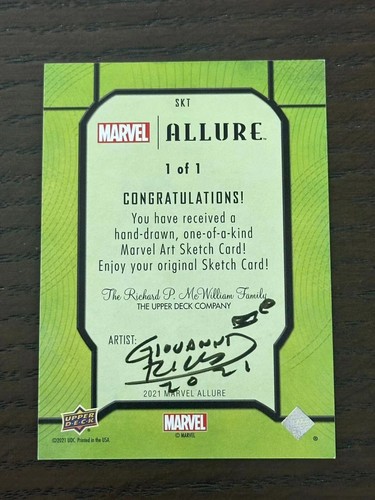 SKT
MARVEL ALLURE™
1 of 1
CONGRATULATIONS!
You have received a
hand-drawn, one-of-a-kind
Marvel Art Sketch Card!
Enjoy your original Sketch Card!
The Richard P. McWilliam Family
THE UPPER DECK COMPANY
ARTIST:
GIOVANNI
2021
2021 MARVEL ALLURE
UPPER DECK
MARVEL
©2021 UDC. Printed in the USA.
© MARVEL
®